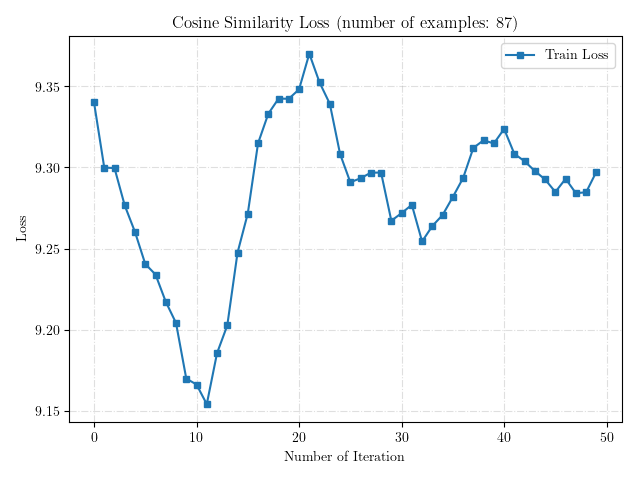 Cosine Similarity Loss (number of examples: 87)
Train Loss
Loss
9.35
9.30
9.25
9.20
9.15
0 10 20 30 40 50
Number of Iteration